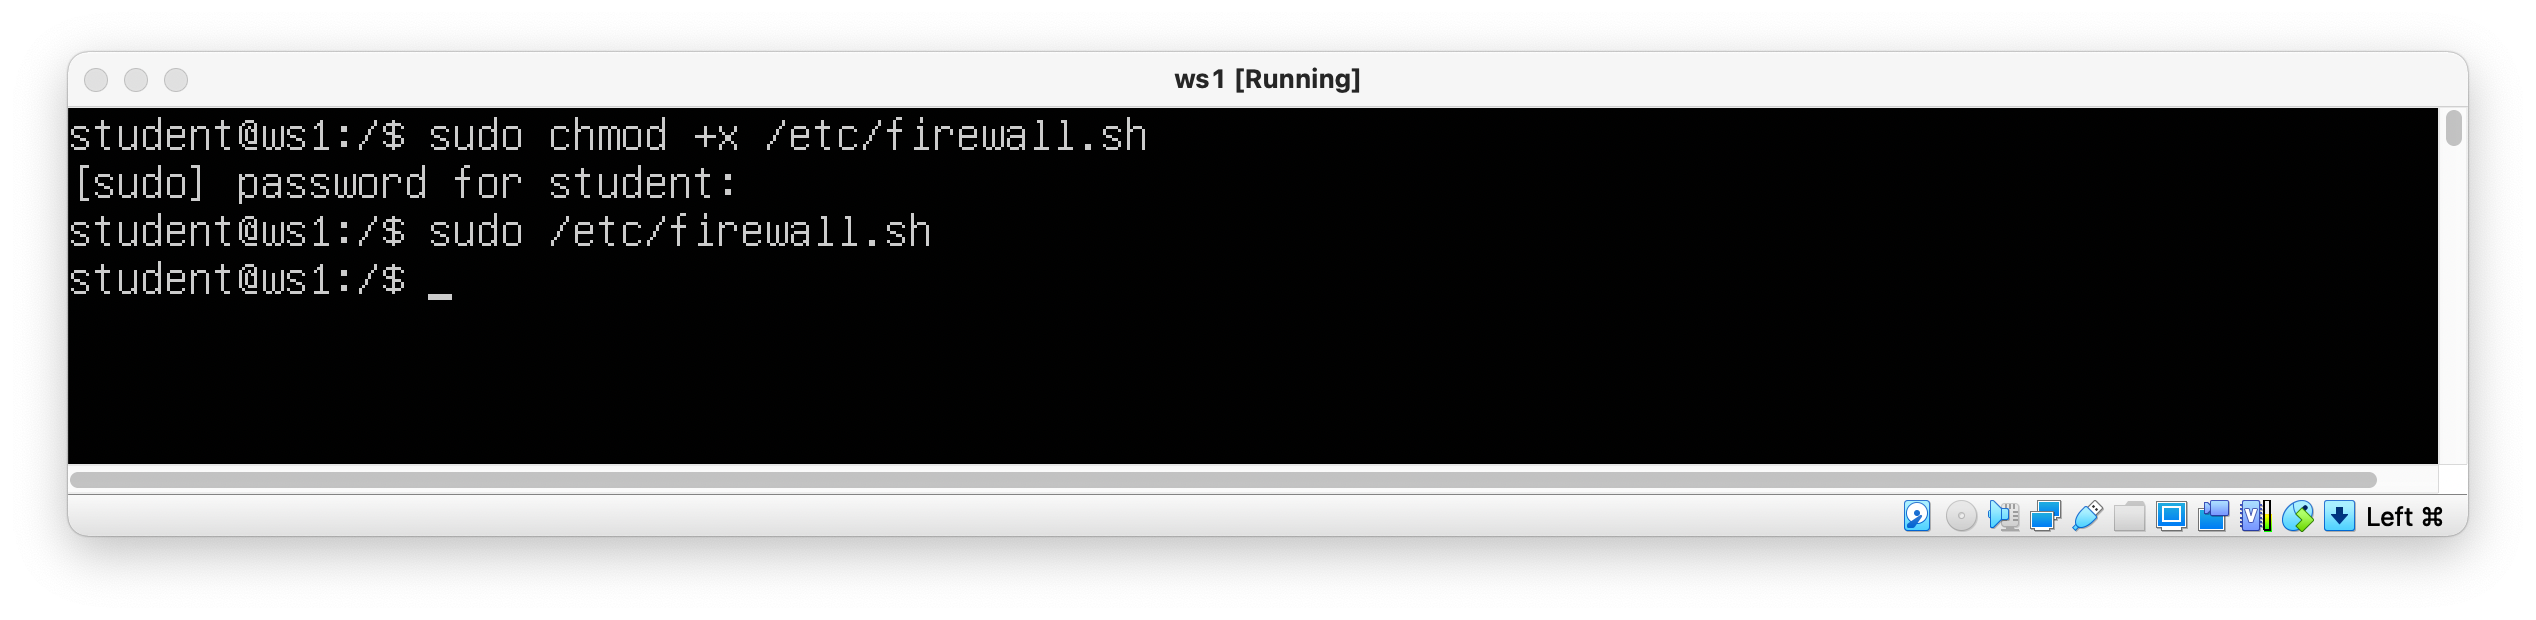 ws1 [Running]
student@ws1:/$ sudo chmod +x /etc/firewall.sh
[sudo] password for student:
student@ws1:/$ sudo /etc/firewall.sh
student@ws1:/$ _
Left ⌘